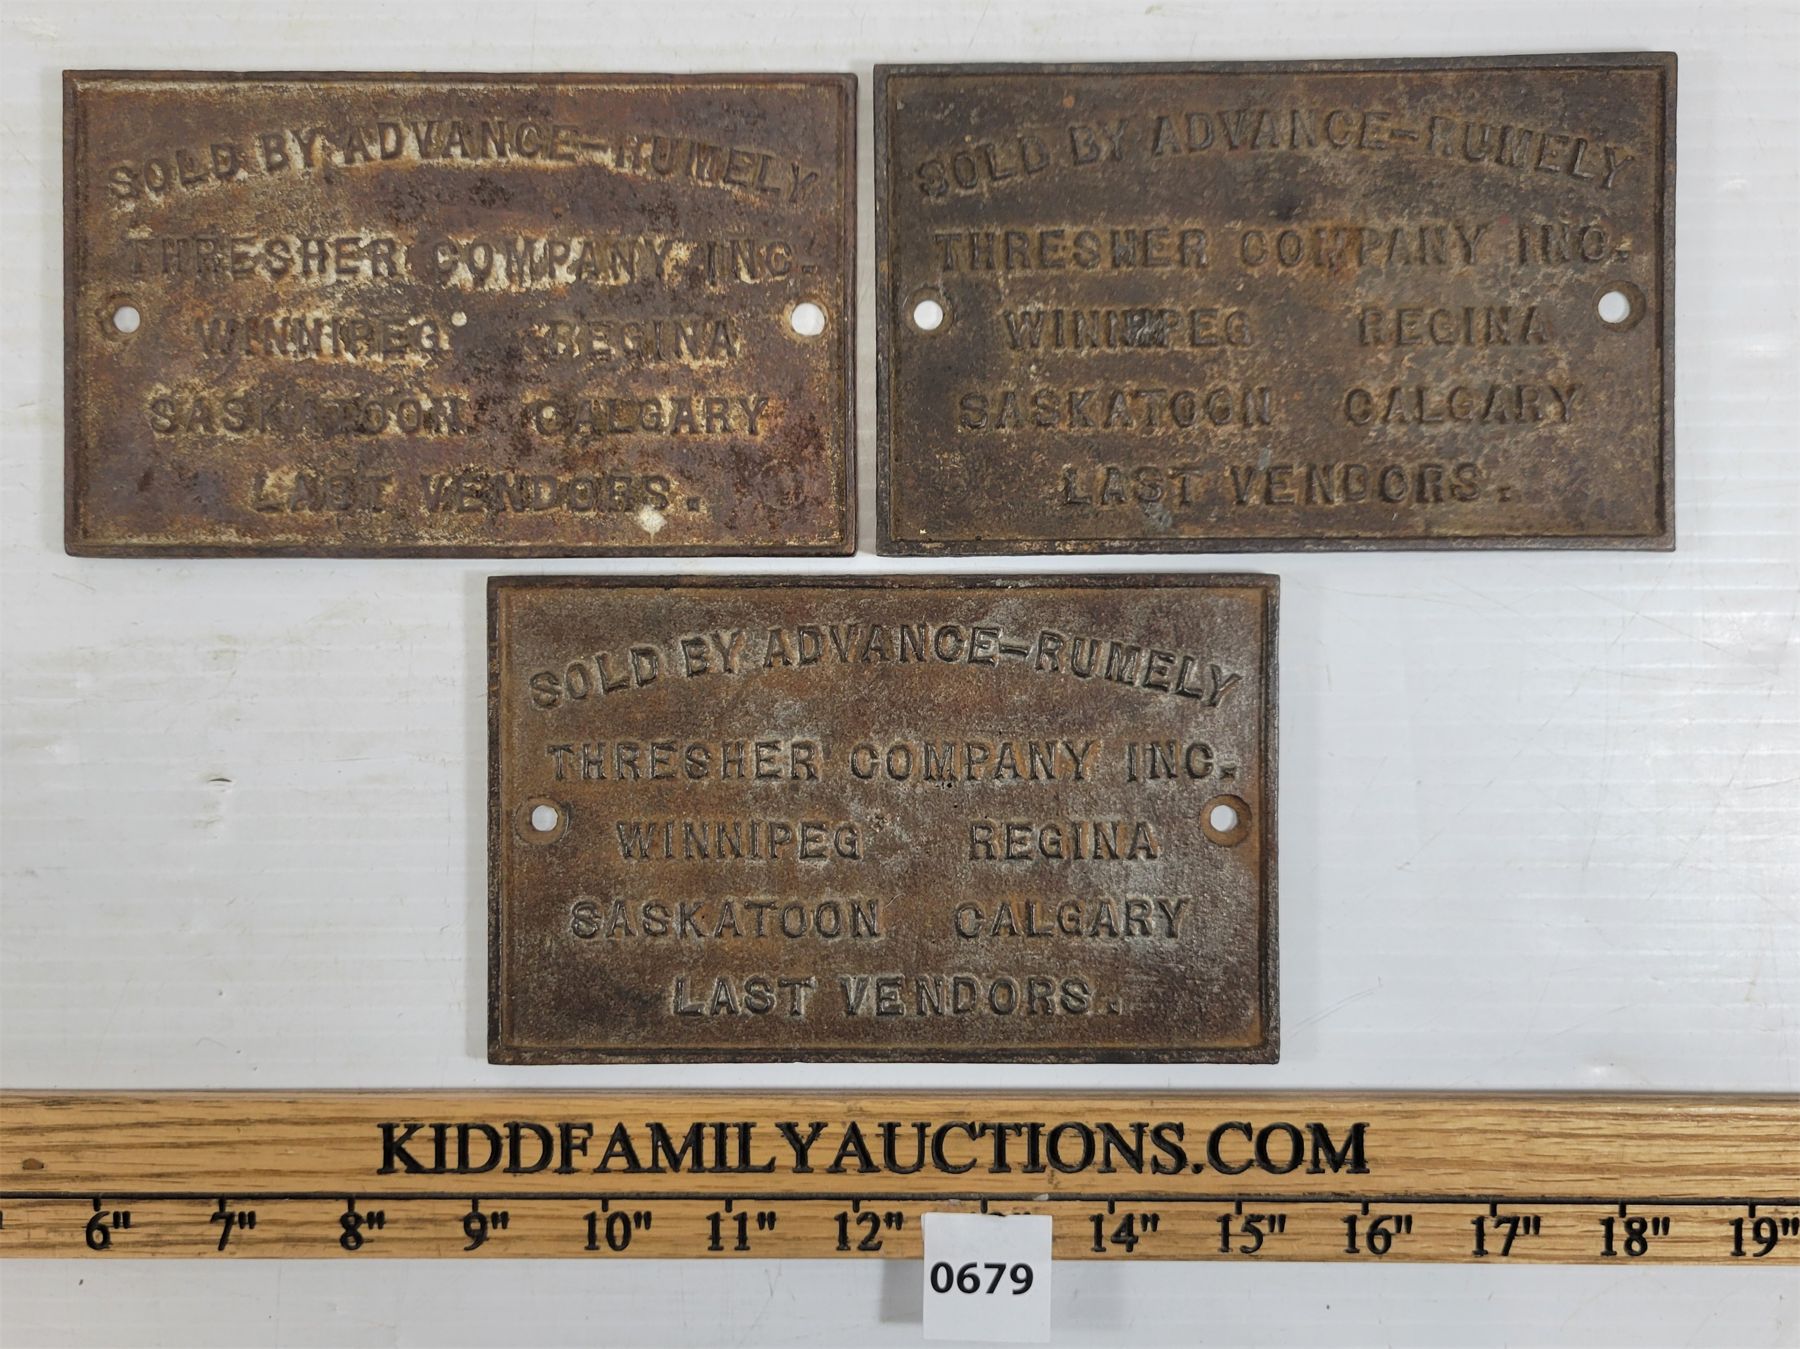 SOLD BY ADVANCE-RUMELY
THRESHER COMPANY INC.
WINNIPEG REGINA
SASKATOON CALGARY
LAST VENDORS.
SOLD BY ADVANCE-RUMELY
THRESHER COMPANY INC.
WINNIPEG REGINA
SASKATOON CALGARY
LAST VENDORS.
SOLD BY ADVANCE-RUMELY
THRESHER COMPANY INC.
WINNIPEG REGINA
SASKATOON CALGARY
LAST VENDORS.
KIDDFAMILYAUCTIONS.COM
6" 7" 8" 9" 10" 11" 12" 14" 15" 16" 17" 18" 19"
0679